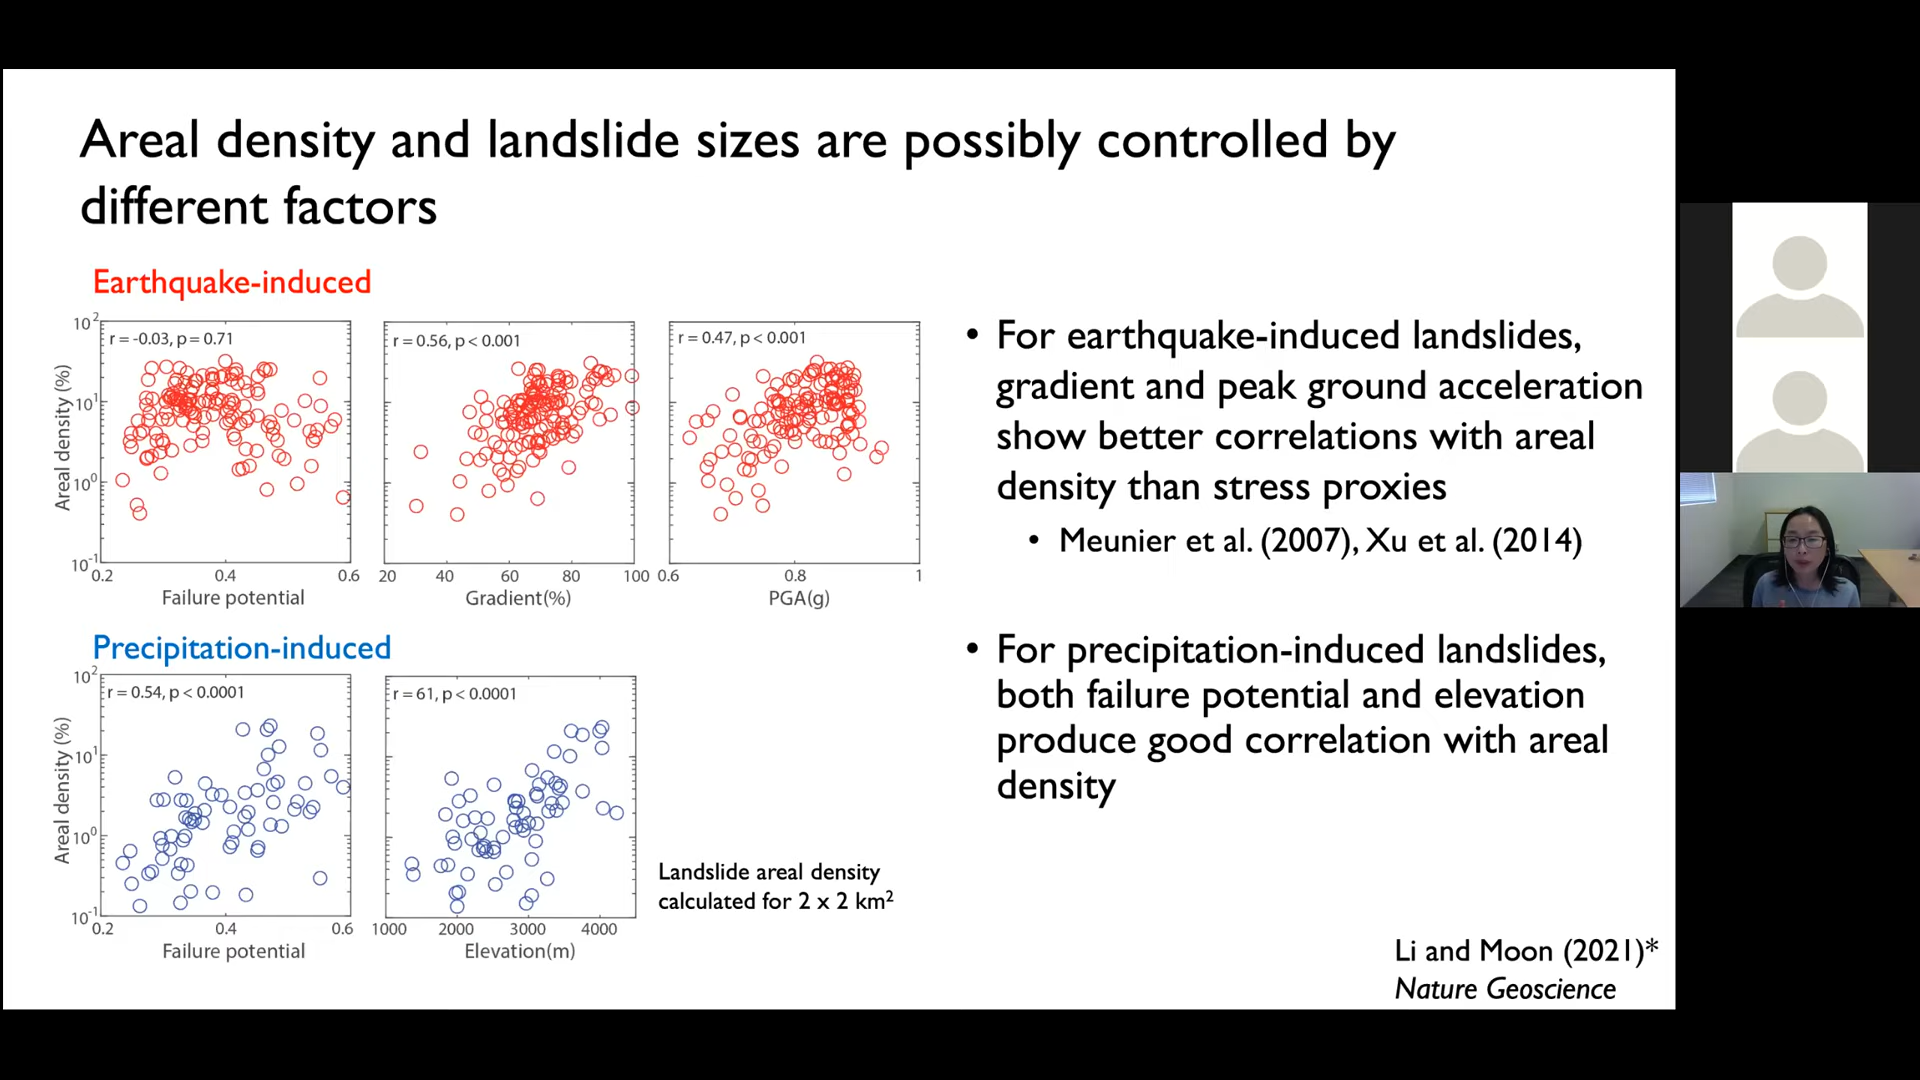 Areal density and landslide sizes are possibly controlled by
different factors
Earthquake-induced
r = -0.03, p = 0.71
r = 0.56, p < 0.001
r = 0.47, p < 0.001
Areal density (%)
10²
10¹
10⁰
10⁻¹
0.2 0.4 0.6
Failure potential
20 40 60 80 100
Gradient(%)
0.6 0.8 1
PGA(g)
Precipitation-induced
r = 0.54, p < 0.0001
r = 61, p < 0.0001
Areal density (%)
10²
10¹
10⁰
10⁻¹
0.2 0.4 0.6
Failure potential
1000 2000 3000 4000
Elevation(m)
Landslide areal density
calculated for 2 x 2 km²
• For earthquake-induced landslides,
gradient and peak ground acceleration
show better correlations with areal
density than stress proxies
• Meunier et al. (2007), Xu et al. (2014)
• For precipitation-induced landslides,
both failure potential and elevation
produce good correlation with areal
density
Li and Moon (2021)*
Nature Geoscience